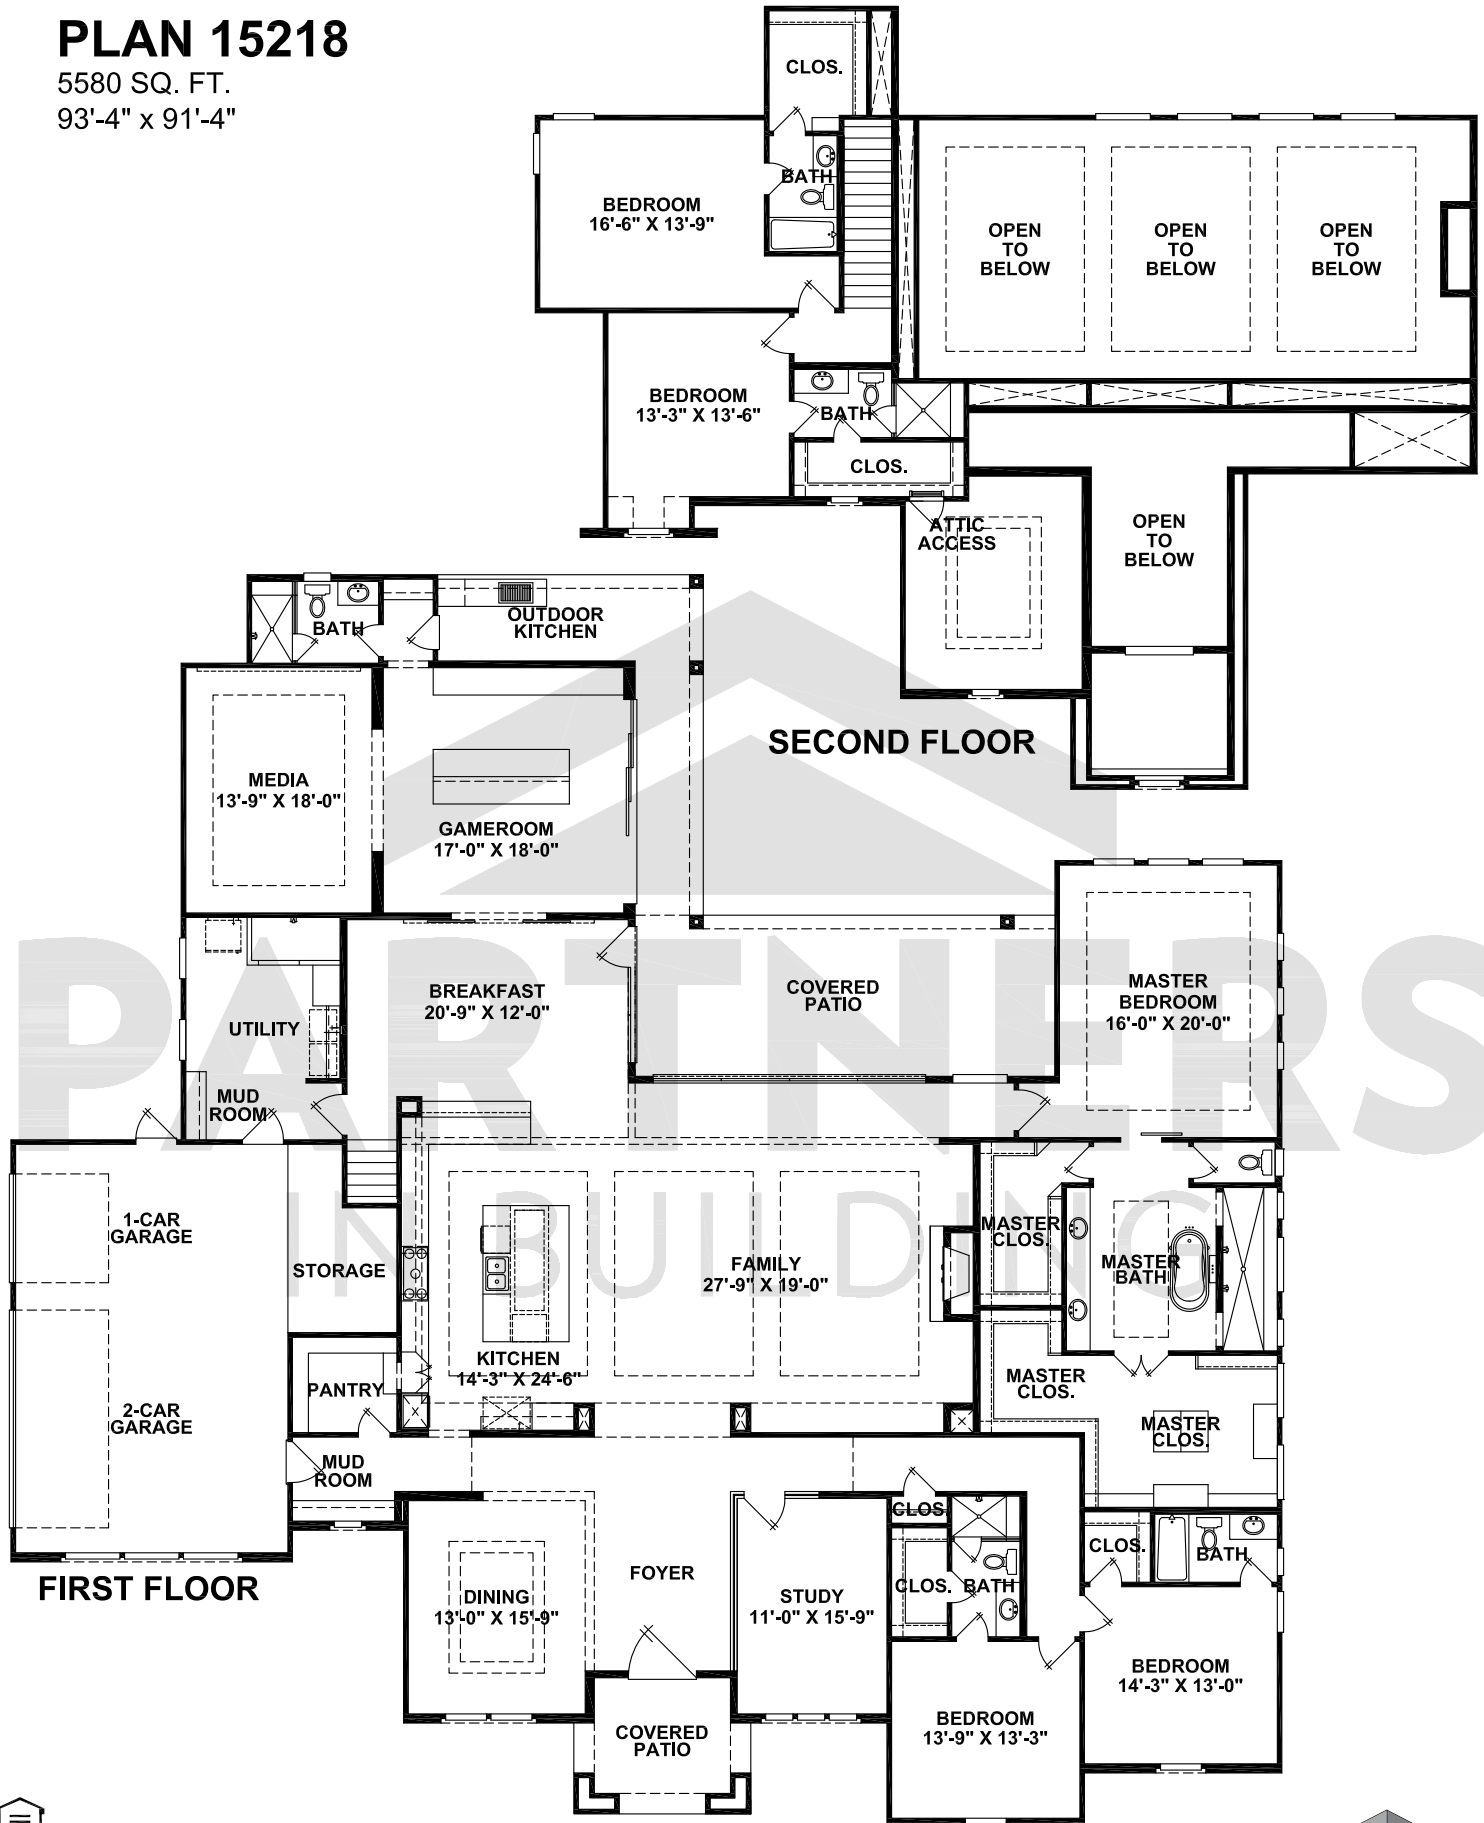 PLAN 15218
5580 SQ. FT.
93'-4" x 91'-4"
CLOS.
BATH
BEDROOM
16'-6" X 13'-9"
OPEN
TO
BELOW
OPEN
TO
BELOW
OPEN
TO
BELOW
BEDROOM
13'-3" X 13'-6"
BATH
CLOS.
ATTIC
ACCESS
OPEN
TO
BELOW
SECOND FLOOR
BATH
OUTDOOR
KITCHEN
MEDIA
13'-9" X 18'-0"
GAMEROOM
17'-0" X 18'-0"
PARTNERS
IN BUILDING
BREAKFAST
20'-9" X 12'-0"
COVERED
PATIO
MASTER
BEDROOM
16'-0" X 20'-0"
UTILITY
MUD
ROOM
1-CAR
GARAGE
STORAGE
FAMILY
27'-9" X 19'-0"
MASTER
CLOS.
MASTER
BATH
KITCHEN
14'-3" X 24'-6"
PANTRY
MASTER
CLOS.
2-CAR
GARAGE
MASTER
CLOS.
MUD
ROOM
CLOS.
CLOS.
BATH
CLOS.
BATH
FIRST FLOOR
FOYER
DINING
13'-0" X 15'-9"
STUDY
11'-0" X 15'-9"
BEDROOM
14'-3" X 13'-0"
BEDROOM
13'-9" X 13'-3"
COVERED
PATIO